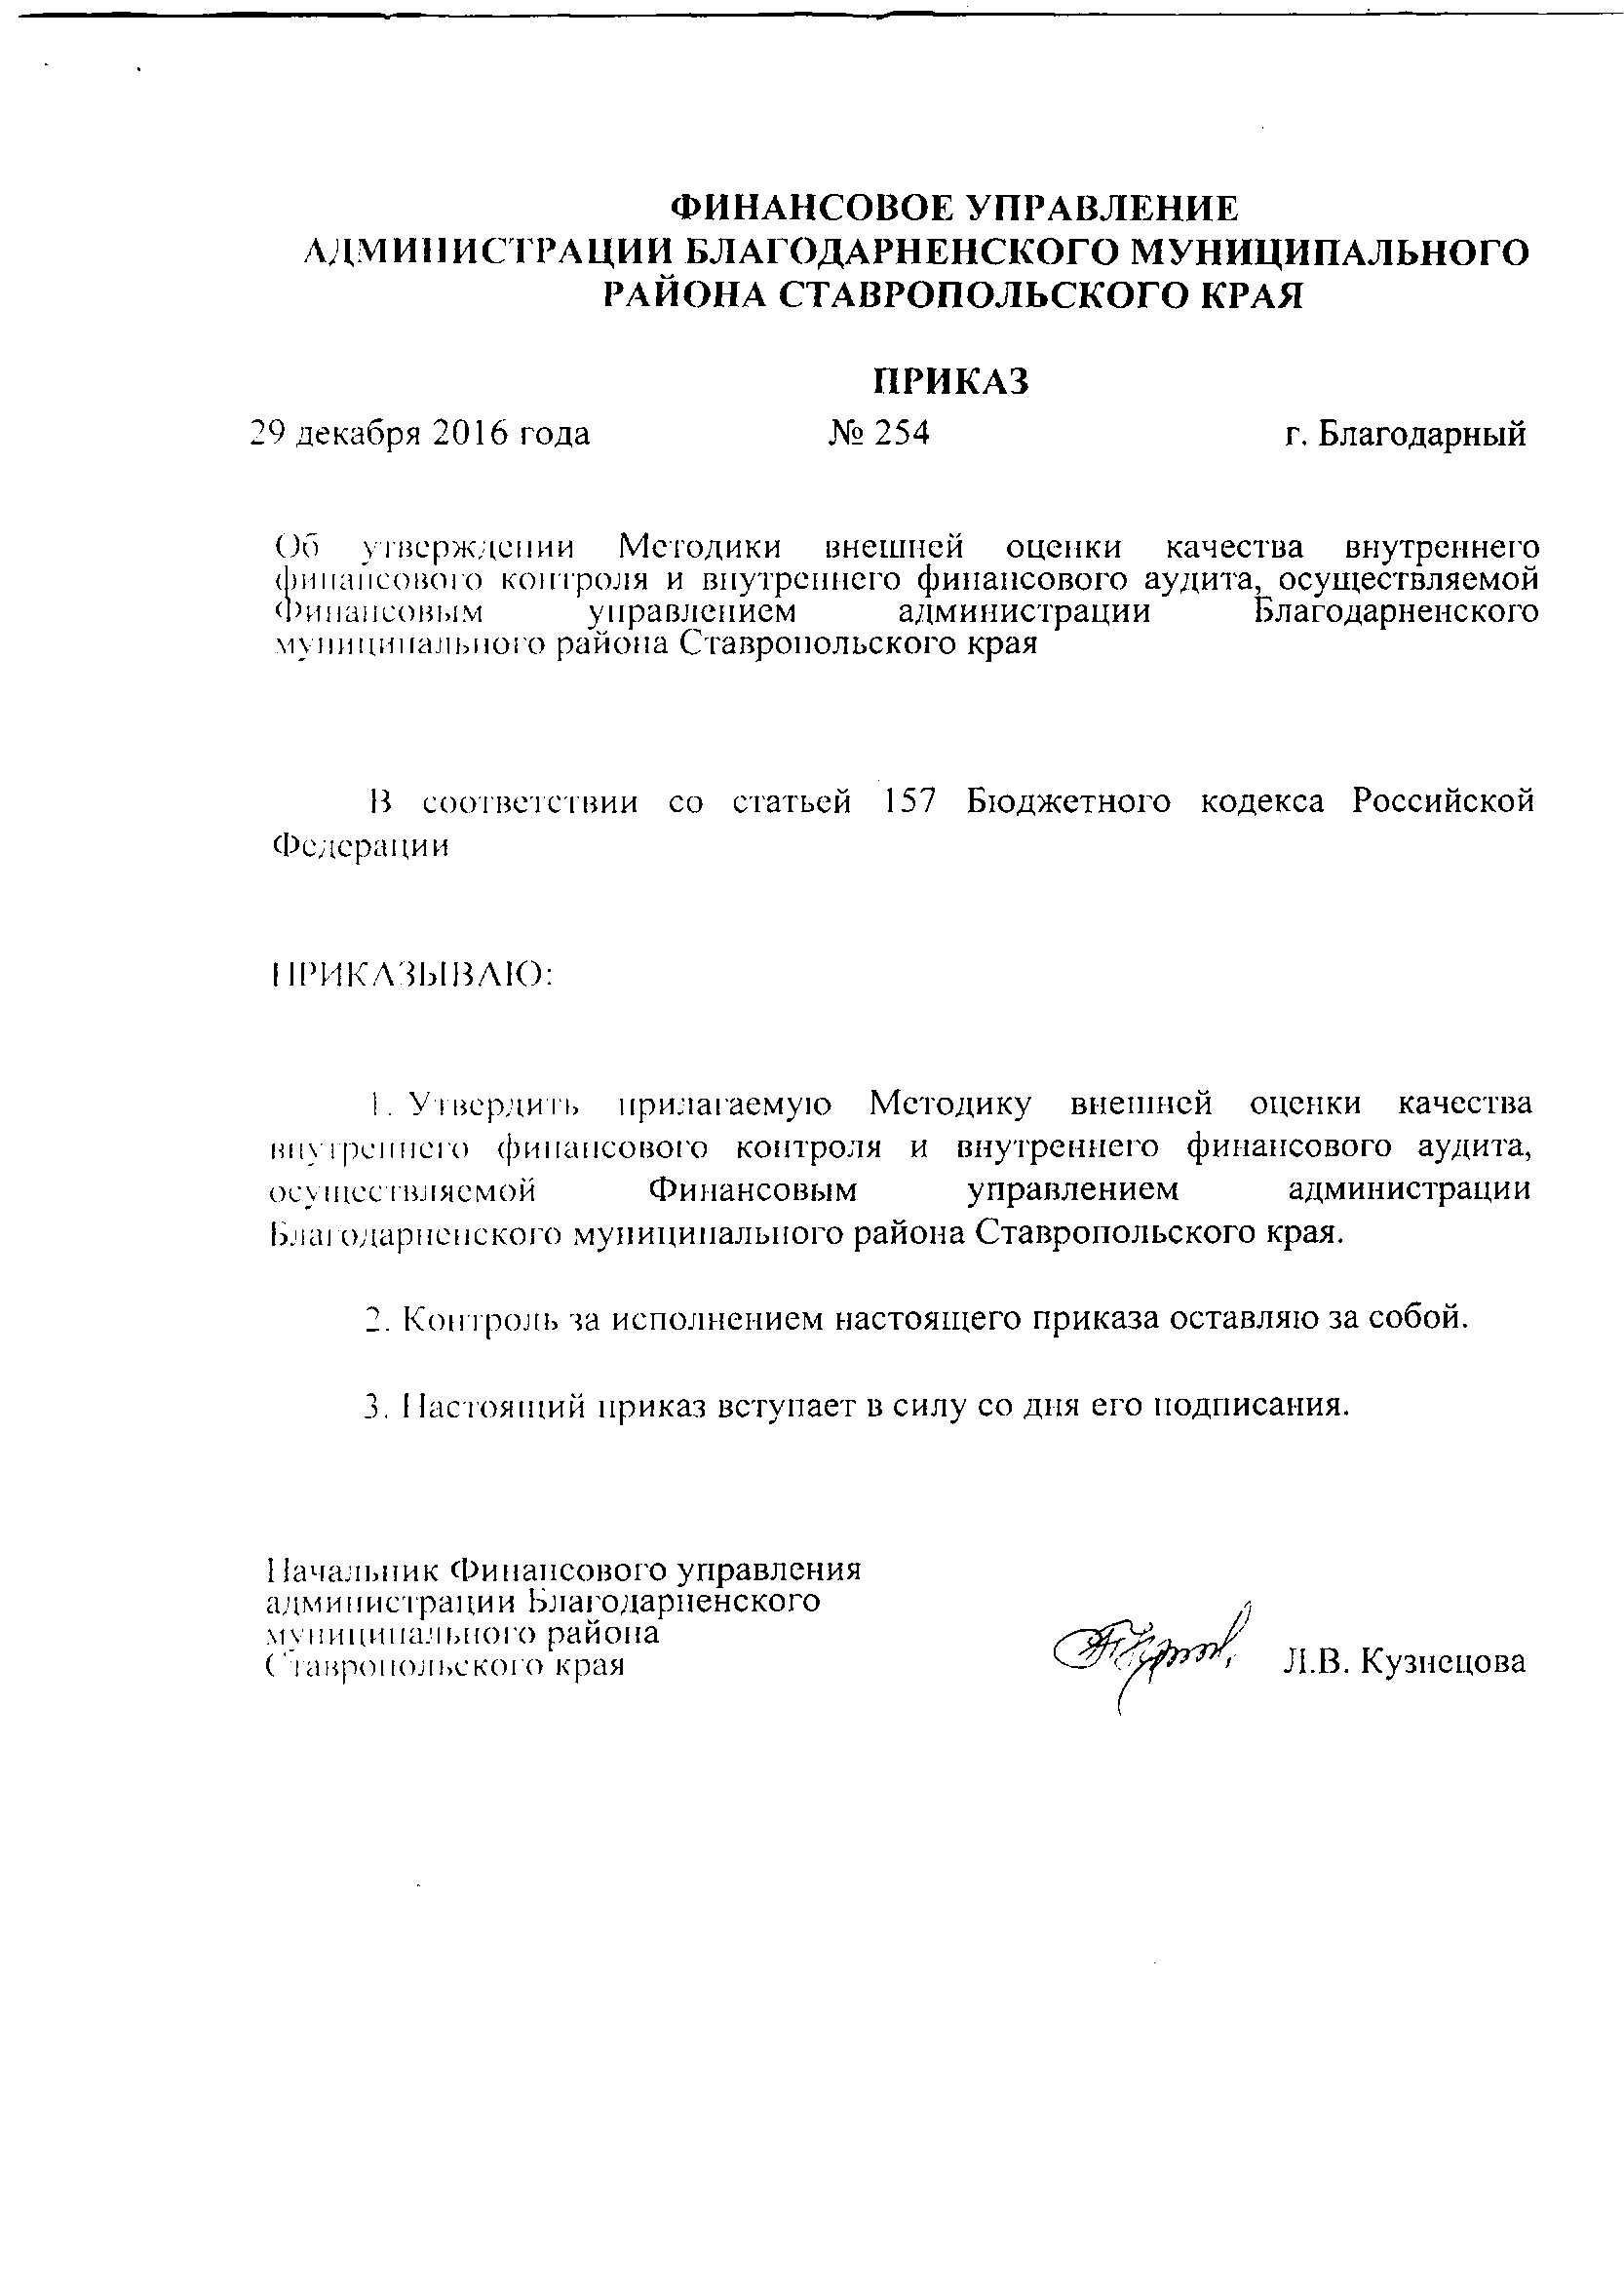 ФИНАНСОВОЕ УПРАВЛЕНИЕ
АДМИНИСТРАЦИИ БЛАГОДАРНЕНСКОГО МУНИЦИПАЛЬНОГО
РАЙОНА СТАВРОПОЛЬСКОГО КРАЯ
ПРИКАЗ
29 декабря 2016 года № 254 г. Благодарный
Об утверждении Методики внешней оценки качества внутреннего
финансового контроля и внутреннего финансового аудита, осуществляемой
Финансовым управлением администрации Благодарненского
муниципального района Ставропольского края
В соответствии со статьей 157 Бюджетного кодекса Российской
Федерации
ПРИКАЗЫВАЮ:
1. Утвердить прилагаемую Методику внешней оценки качества
внутреннего финансового контроля и внутреннего финансового аудита,
осуществляемой Финансовым управлением администрации
Благодарненского муниципального района Ставропольского края.
2. Контроль за исполнением настоящего приказа оставляю за собой.
3. Настоящий приказ вступает в силу со дня его подписания.
Начальник Финансового управления
администрации Благодарненского
муниципального района
Ставропольского края Л.В. Кузнецова